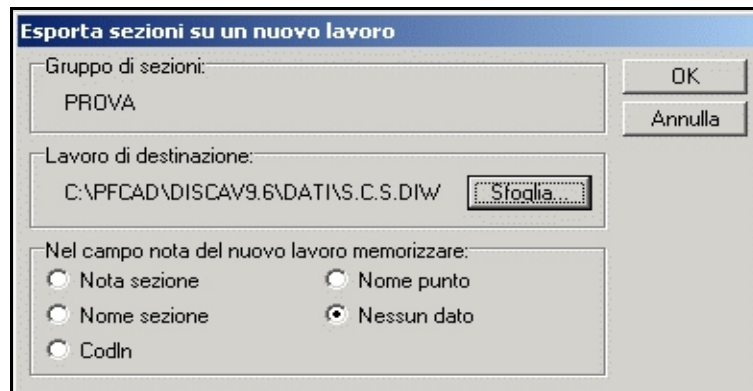 Esporta sezioni su un nuovo lavoro
Gruppo di sezioni:
PROVA
OK
Annulla
Lavoro di destinazione:
C:\PFCAD\DISCAV9.6\DATI\S.C.S.DIW
Sfoglia...
Nel campo nota del nuovo lavoro memorizzare:
Nota sezione
Nome punto
Nome sezione
Nessun dato
CodIn